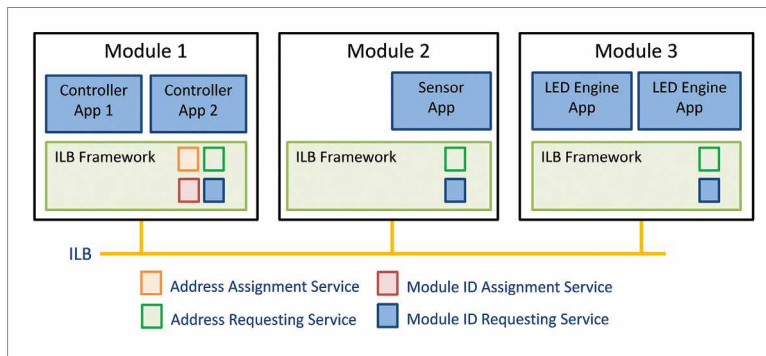 Module 1
Module 2
Module 3
Controller
App 1
Controller
App 2
Sensor
App
LED Engine
App
LED Engine
App
ILB Framework
ILB Framework
ILB Framework
ILB
Address Assignment Service
Module ID Assignment Service
Address Requesting Service
Module ID Requesting Service